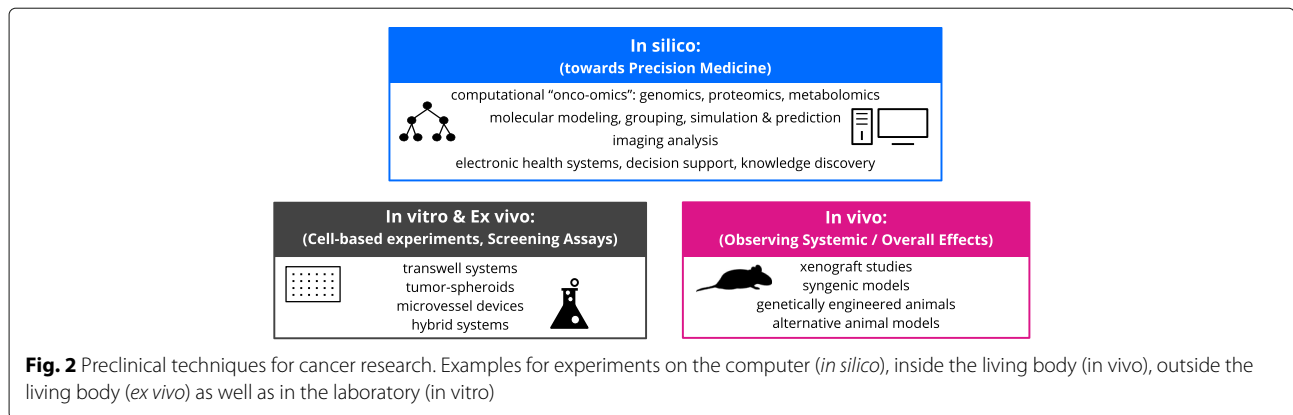 In silico:
(towards Precision Medicine)
computational “onco-omics”: genomics, proteomics, metabolomics
molecular modeling, grouping, simulation & prediction
imaging analysis
electronic health systems, decision support, knowledge discovery
In vitro & Ex vivo:
(Cell-based experiments, Screening Assays)
transwell systems
tumor-spheroids
microvessel devices
hybrid systems
In vivo:
(Observing Systemic / Overall Effects)
xenograft studies
syngenic models
genetically engineered animals
alternative animal models
Fig. 2 Preclinical techniques for cancer research. Examples for experiments on the computer (in silico), inside the living body (in vivo), outside the
living body (ex vivo) as well as in the laboratory (in vitro)